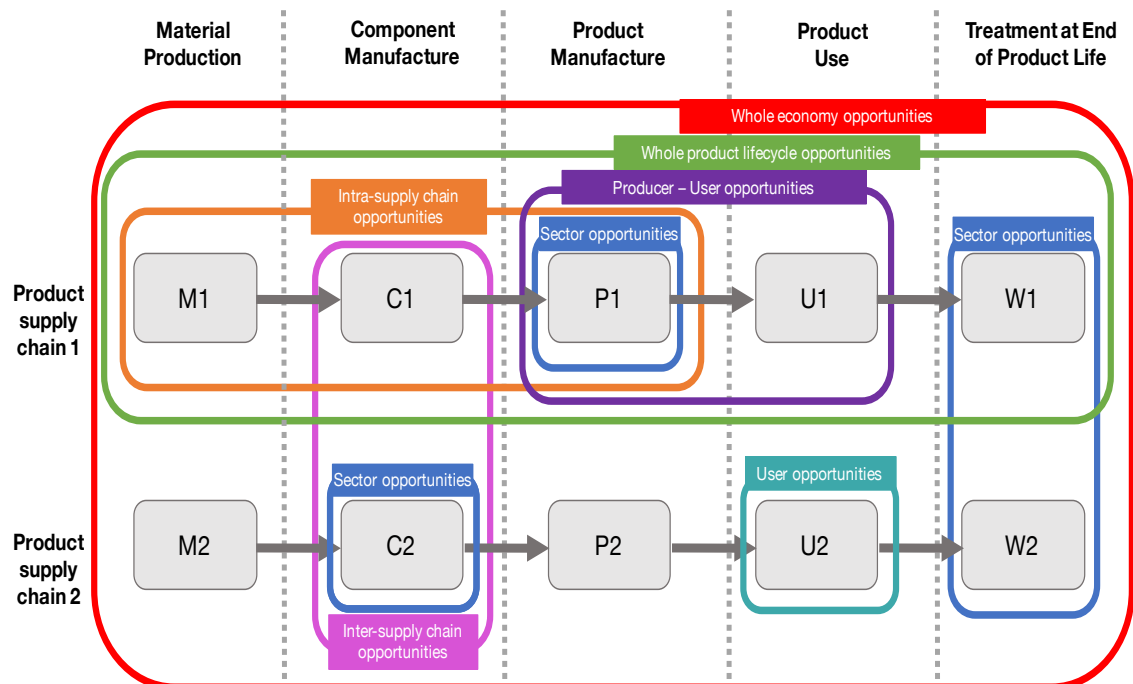 Material
Production
Component
Manufacture
Product
Manufacture
Product
Use
Treatment at End
of Product Life
Whole economy opportunities
Whole product lifecycle opportunities
Producer – User opportunities
Intra-supply chain
opportunities
Sector opportunities
Sector opportunities
Product
supply
chain 1
M1
C1
P1
U1
W1
Sector opportunities
User opportunities
Product
supply
chain 2
M2
C2
P2
U2
W2
Inter-supply chain
opportunities